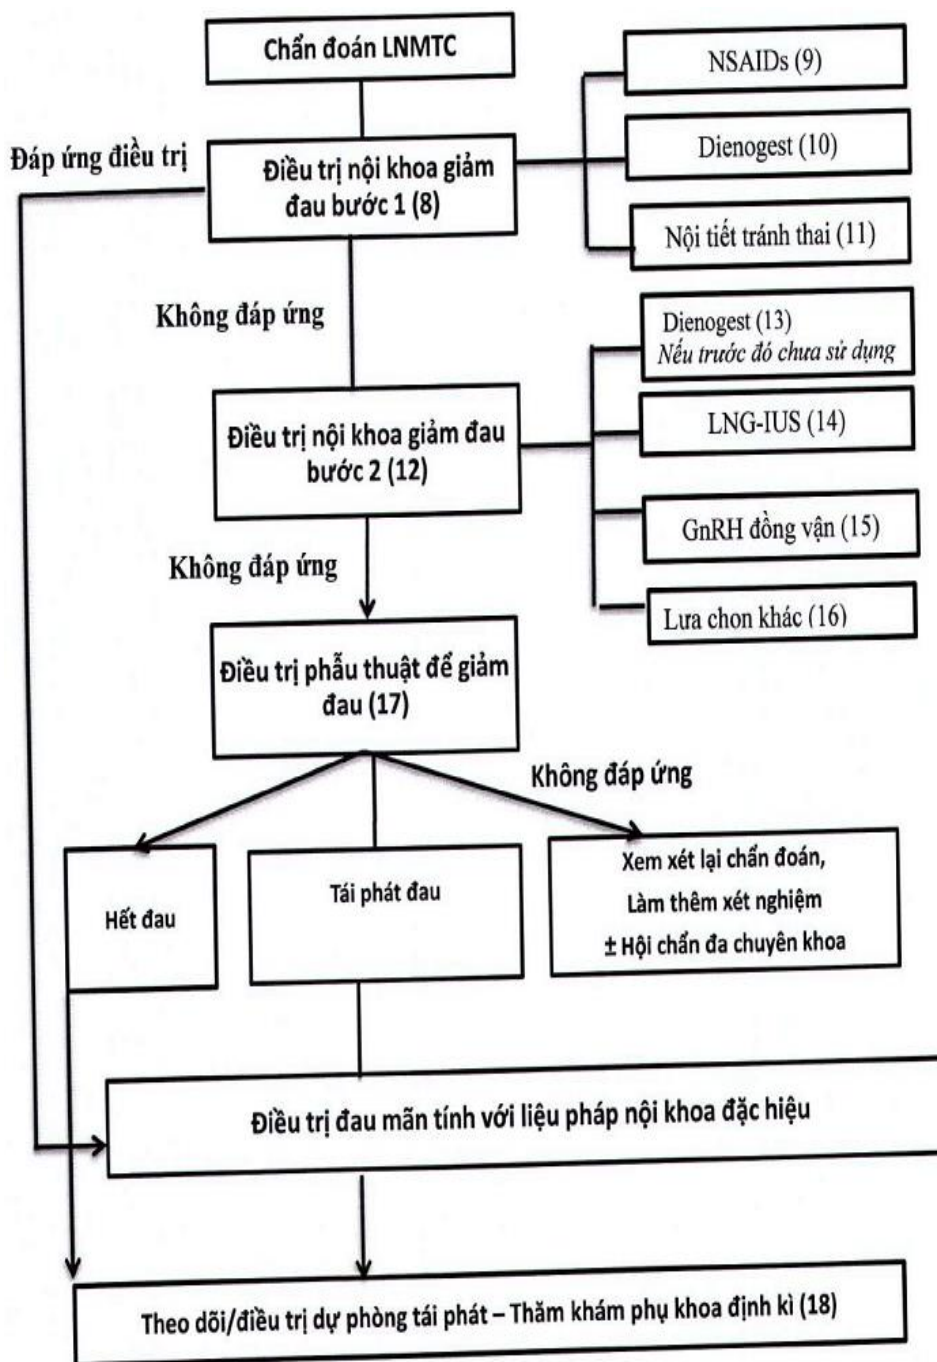 Chẩn đoán LNMTC
NSAIDs (9)
Đáp ứng điều trị
Điều trị nội khoa giảm
đau bước 1 (8)
Dienogest (10)
Nội tiết tránh thai (11)
Không đáp ứng
Dienogest (13)
Nếu trước đó chưa sử dụng
Điều trị nội khoa giảm đau
bước 2 (12)
LNG-IUS (14)
GnRH đồng vận (15)
Lưa chon khác (16)
Không đáp ứng
Điều trị phẫu thuật để giảm
đau (17)
Không đáp ứng
Hết đau
Tái phát đau
Xem xét lại chẩn đoán,
Làm thêm xét nghiệm
± Hội chẩn đa chuyên khoa
Điều trị đau mãn tính với liệu pháp nội khoa đặc hiệu
Theo dõi/điều trị dự phòng tái phát – Thăm khám phụ khoa định kì (18)